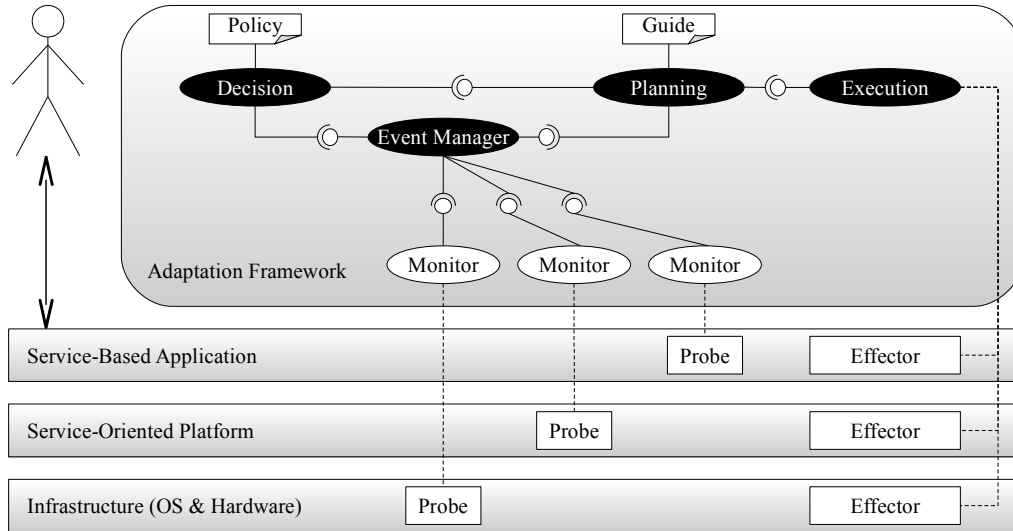 Policy
Guide
Decision
Planning
Execution
Event Manager
Monitor
Monitor
Monitor
Adaptation Framework
Service-Based Application
Probe
Effector
Service-Oriented Platform
Probe
Effector
Infrastructure (OS & Hardware)
Probe
Effector